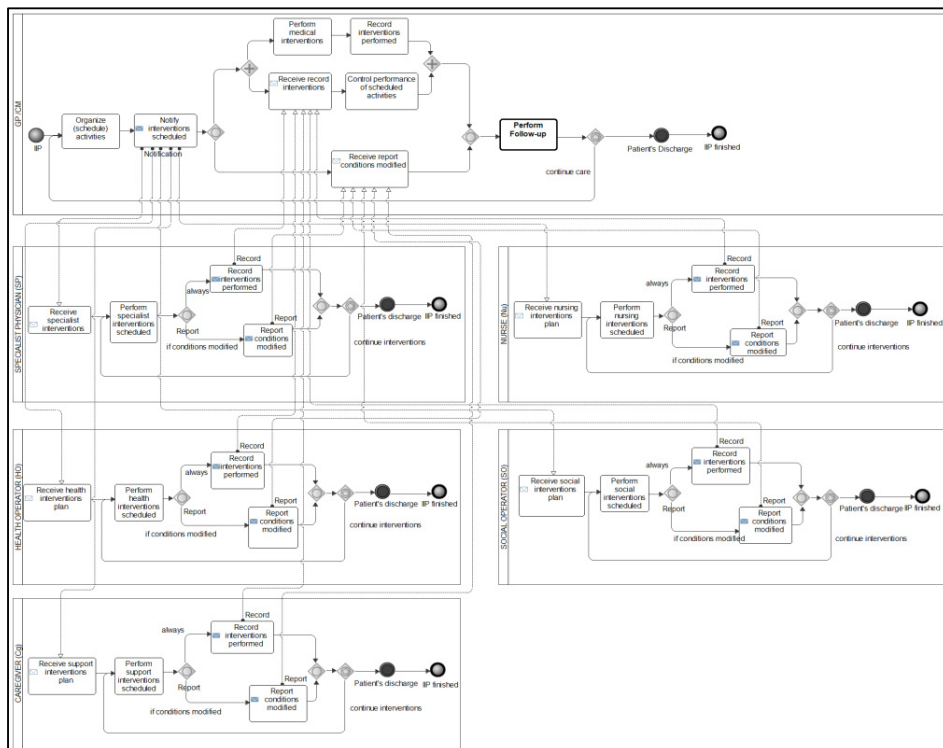 GP /CM
IIP
Organize
(schedule)
activities
Notify
interventions
scheduled
Notification
Perform
medical
interventions
Record
interventions
performed
Receive record
interventions
Control performance
of scheduled
activities
Receive report
conditions modified
Perform
Follow-up
continue care
Patient's Discharge
IIP finished
SPECIALIST PHYSICIAN (SP)
Receive
specialist
interventions
Perform
specialist
interventions
scheduled
always
Report
if conditions modified
Record
Record
interventions
performed
Report
Report
conditions
modified
Patient's discharge
IIP finished
continue interventions
NURSE (Nu)
Receive nursing
interventions
plan
Perform
nursing
interventions
scheduled
always
Report
if conditions modified
Record
Record
interventions
performed
Report
Report
conditions
modified
Patient's discharge
IIP finished
continue interventions
HEALTH OPERATOR (HO)
Receive health
interventions
plan
Perform
health
interventions
scheduled
always
Report
if conditions modified
Record
Record
interventions
performed
Report
Report
conditions
modified
Patient's discharge
IIP finished
continue interventions
SOCIAL OPERATOR (SO)
Receive social
interventions
plan
Perform
social
interventions
scheduled
always
Report
if conditions modified
Record
Record
interventions
performed
Report
Report
conditions
modified
Patient's discharge
IIP finished
continue interventions
CAREGIVER (Cg)
Receive support
interventions
plan
Perform
support
interventions
scheduled
always
Report
if conditions modified
Record
Record
interventions
performed
Report
Report
conditions
modified
Patient's discharge
IIP finished
continue interventions